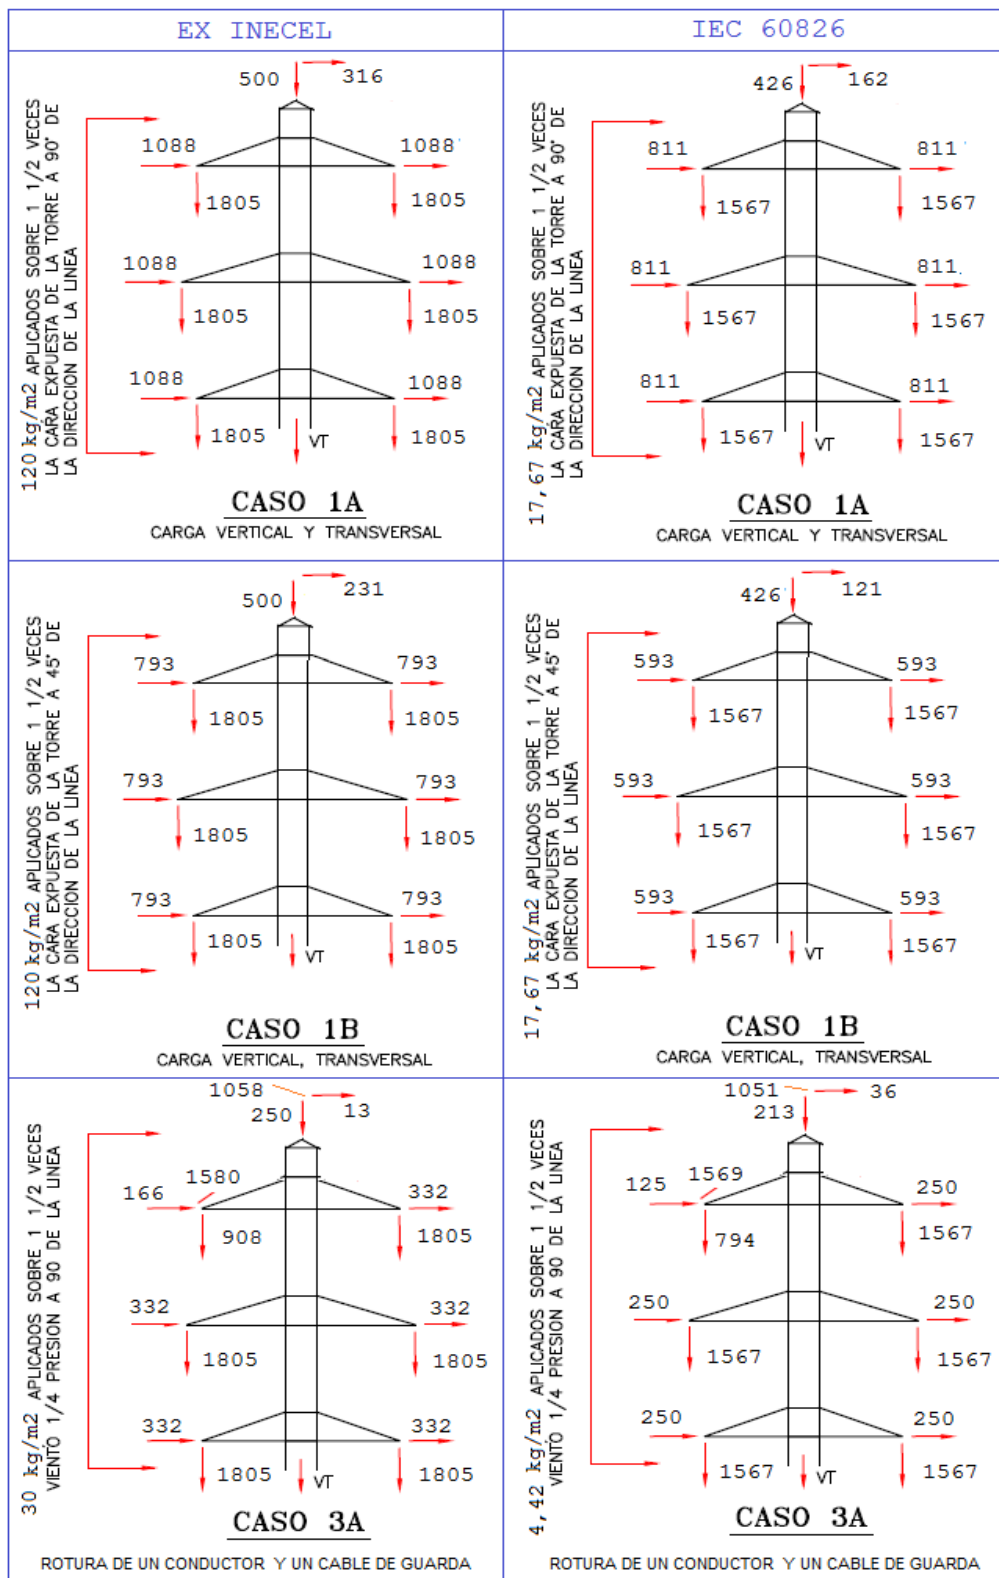 EX INECEL
IEC 60826
500
316
1088
1088
1805
1805
1088
1088
1805
1805
1088
1088
1805
1805
VT
120 kg/m2 APLICADOS SOBRE 1 1/2 VECES
LA CARA EXPUESTA DE LA TORRE A 90° DE
LA DIRECCION DE LA LINEA
CASO 1A
CARGA VERTICAL Y TRANSVERSAL
426
162
811
811
1567
1567
811
811
1567
1567
811
811
1567
1567
VT
17,67 kg/m2 APLICADOS SOBRE 1 1/2 VECES
LA CARA EXPUESTA DE LA TORRE A 90° DE
LA DIRECCION DE LA LINEA
CASO 1A
CARGA VERTICAL Y TRANSVERSAL
500
231
793
793
1805
1805
793
793
1805
1805
793
793
1805
1805
VT
120 kg/m2 APLICADOS SOBRE 1 1/2 VECES
LA CARA EXPUESTA DE LA TORRE A 45° DE
LA DIRECCION DE LA LINEA
CASO 1B
CARGA VERTICAL, TRANSVERSAL
426
121
593
593
1567
1567
593
593
1567
1567
593
593
1567
1567
VT
17,67 kg/m2 APLICADOS SOBRE 1 1/2 VECES
LA CARA EXPUESTA DE LA TORRE A 45° DE
LA DIRECCION DE LA LINEA
CASO 1B
CARGA VERTICAL, TRANSVERSAL
1058
250
13
1580
166
332
908
1805
332
332
1805
1805
332
332
1805
1805
VT
30 kg/m2 APLICADOS SOBRE 1 1/2 VECES
VIENTO 1/4 PRESION A 90 DE LA LINEA
CASO 3A
ROTURA DE UN CONDUCTOR Y UN CABLE DE GUARDA
1051
36
213
1569
125
250
794
1567
250
250
1567
1567
250
250
1567
1567
VT
4,42 kg/m2 APLICADOS SOBRE 1 1/2 VECES
VIENTO 1/4 PRESION A 90 DE LA LINEA
CASO 3A
ROTURA DE UN CONDUCTOR Y UN CABLE DE GUARDA